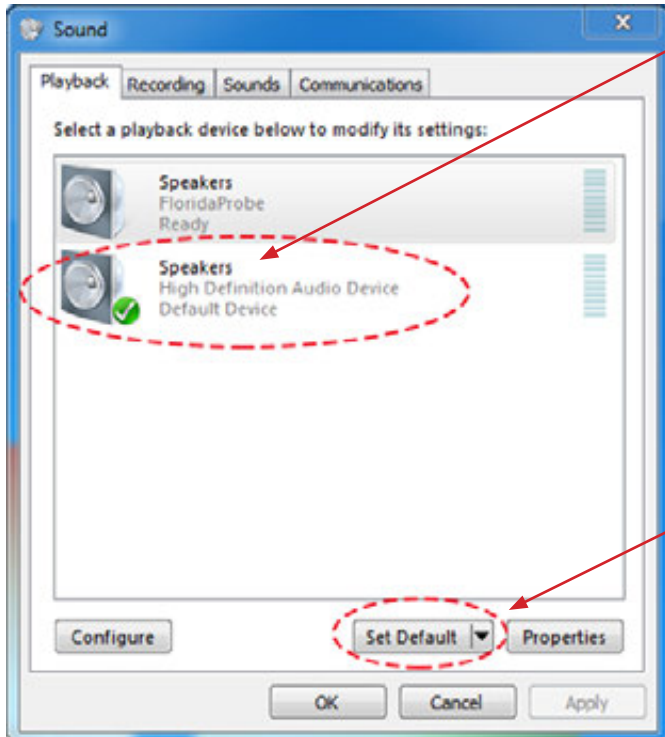 Sound
Playback Recording Sounds Communications
Select a playback device below to modify its settings:
Speakers
FloridaProbe
Ready
Speakers
High Definition Audio Device
Default Device
Configure Set Default Properties
OK Cancel Apply